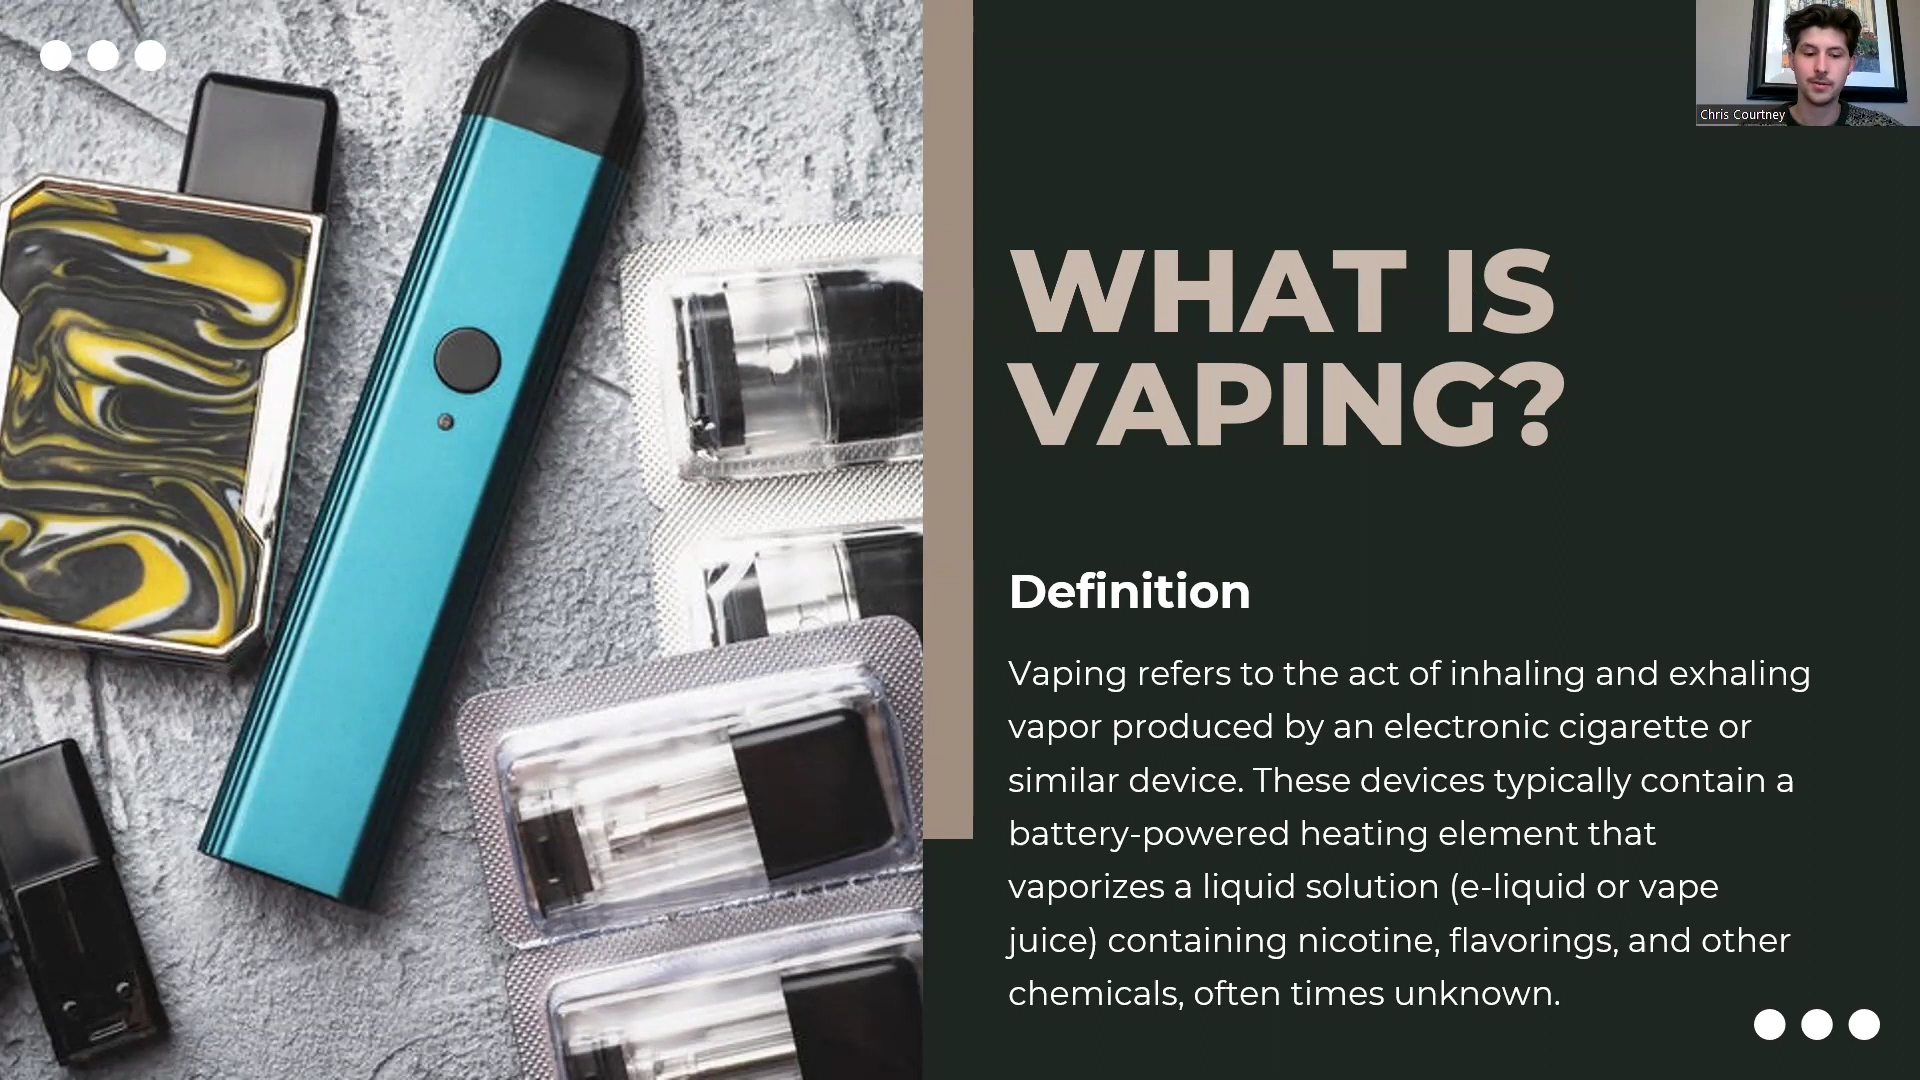 Chris Courtney
WHAT IS
VAPING?
Definition
Vaping refers to the act of inhaling and exhaling
vapor produced by an electronic cigarette or
similar device. These devices typically contain a
battery-powered heating element that
vaporizes a liquid solution (e-liquid or vape
juice) containing nicotine, flavorings, and other
chemicals, often times unknown.